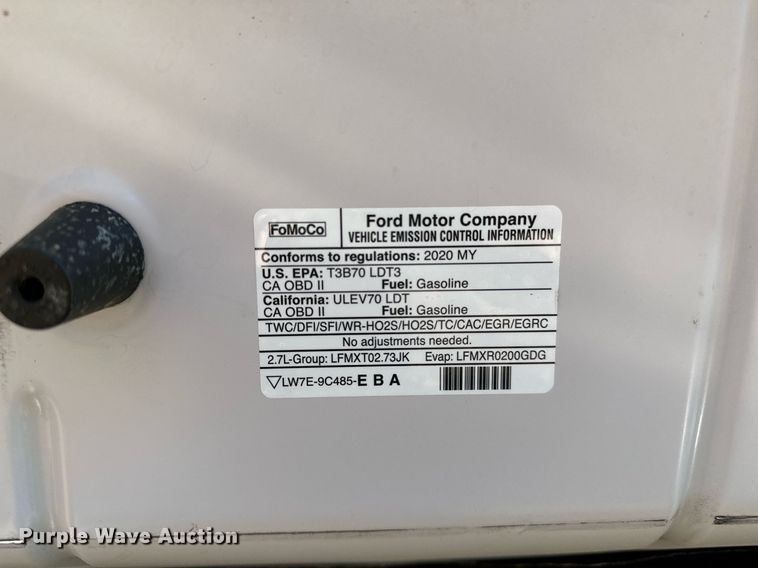 FoMoCo
Ford Motor Company
VEHICLE EMISSION CONTROL INFORMATION
Conforms to regulations: 2020 MY
U.S. EPA: T3B70 LDT3
CA OBD II Fuel: Gasoline
California: ULEV70 LDT
CA OBD II Fuel: Gasoline
TWC/DFI/SFI/WR-HO2S/HO2S/TC/CAC/EGR/EGRC
No adjustments needed.
2.7L-Group: LFMXT02.73JK Evap: LFMXR0200GDG
LW7E-9C485-E B A
Purple Wave Auction